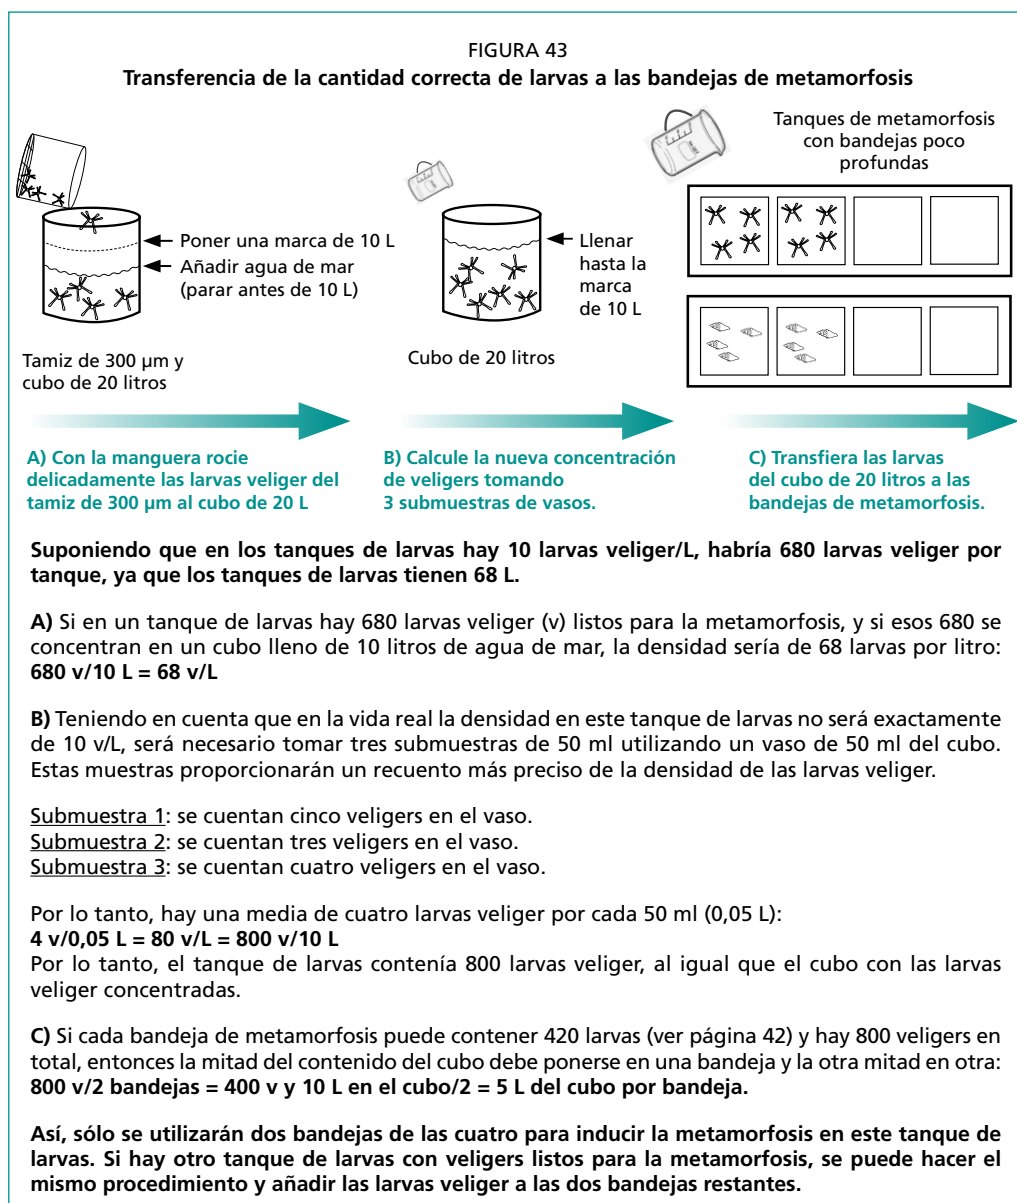 FIGURA 43
Transferencia de la cantidad correcta de larvas a las bandejas de metamorfosis
Tanques de metamorfosis
con bandejas poco
profundas
Poner una marca de 10 L
Añadir agua de mar
(parar antes de 10 L)
Llenar
hasta la
marca
de 10 L
Tamiz de 300 µm y
cubo de 20 litros
Cubo de 20 litros
A) Con la manguera rocie
delicadamente las larvas veliger del
tamiz de 300 µm al cubo de 20 L
B) Calcule la nueva concentración
de veligers tomando
3 submuestras de vasos.
C) Transfiera las larvas
del cubo de 20 litros a las
bandejas de metamorfosis.
Suponiendo que en los tanques de larvas hay 10 larvas veliger/L, habría 680 larvas veliger por
tanque, ya que los tanques de larvas tienen 68 L.
A) Si en un tanque de larvas hay 680 larvas veliger (v) listos para la metamorfosis, y si esos 680 se
concentran en un cubo lleno de 10 litros de agua de mar, la densidad sería de 68 larvas por litro:
680 v/10 L = 68 v/L
B) Teniendo en cuenta que en la vida real la densidad en este tanque de larvas no será exactamente
de 10 v/L, será necesario tomar tres submuestras de 50 ml utilizando un vaso de 50 ml del cubo.
Estas muestras proporcionarán un recuento más preciso de la densidad de las larvas veliger.
Submuestra 1: se cuentan cinco veligers en el vaso.
Submuestra 2: se cuentan tres veligers en el vaso.
Submuestra 3: se cuentan cuatro veligers en el vaso.
Por lo tanto, hay una media de cuatro larvas veliger por cada 50 ml (0,05 L):
4 v/0,05 L = 80 v/L = 800 v/10 L
Por lo tanto, el tanque de larvas contenía 800 larvas veliger, al igual que el cubo con las larvas
veliger concentradas.
C) Si cada bandeja de metamorfosis puede contener 420 larvas (ver página 42) y hay 800 veligers en
total, entonces la mitad del contenido del cubo debe ponerse en una bandeja y la otra mitad en otra:
800 v/2 bandejas = 400 v y 10 L en el cubo/2 = 5 L del cubo por bandeja.
Así, sólo se utilizarán dos bandejas de las cuatro para inducir la metamorfosis en este tanque de
larvas. Si hay otro tanque de larvas con veligers listos para la metamorfosis, se puede hacer el
mismo procedimiento y añadir las larvas veliger a las dos bandejas restantes.